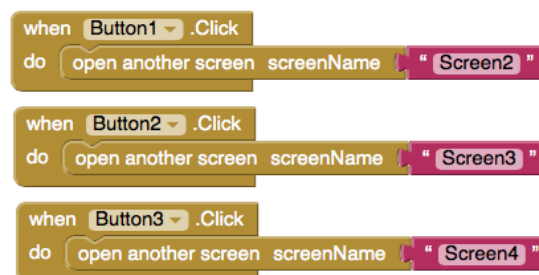 when Button1 .Click
do open another screen screenName " Screen2 "
when Button2 .Click
do open another screen screenName " Screen3 "
when Button3 .Click
do open another screen screenName " Screen4 "